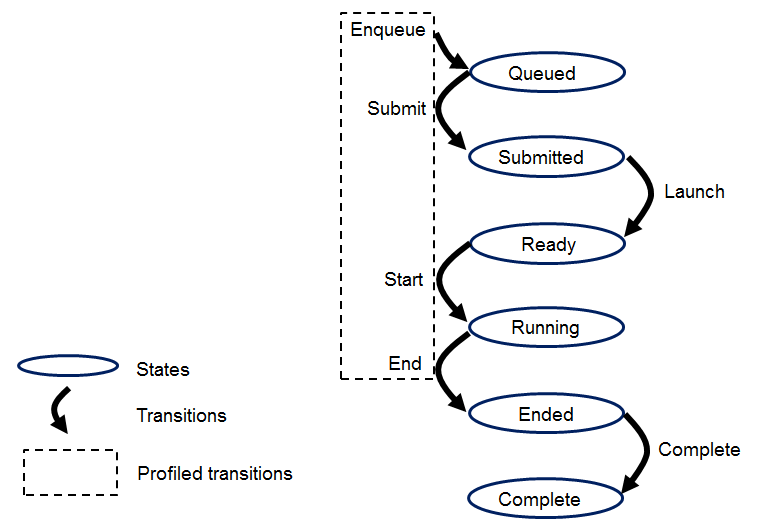 Enqueue
Queued
Submit
Submitted
Launch
Ready
Start
Running
End
States
Ended
Transitions
Complete
Profiled transitions
Complete